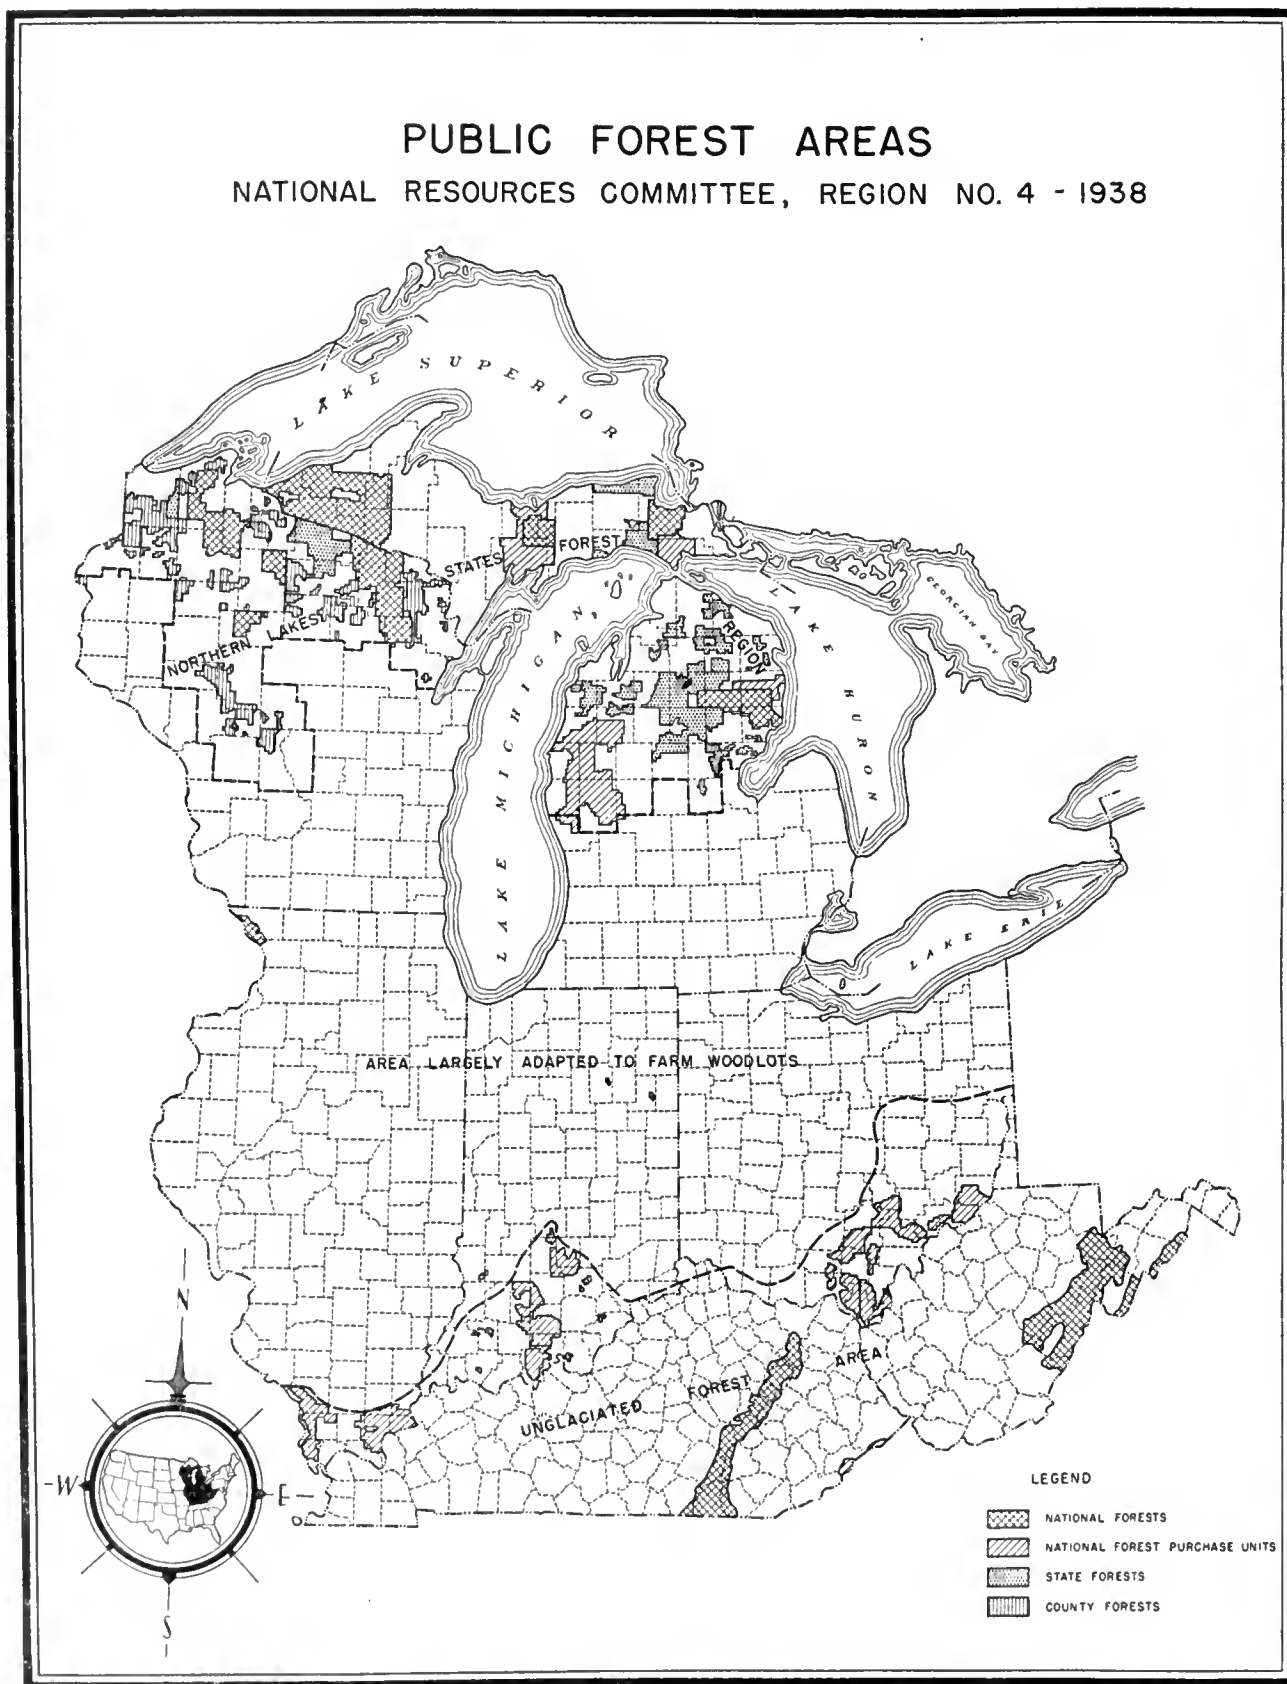 PUBLIC FOREST AREAS
NATIONAL RESOURCES COMMITTEE, REGION NO. 4 - 1938
LAKE SUPERIOR
STATES
FOREST
REGION
NORTHERN
LAKES
LAKE MICHIGAN,
LAKE HURON
GEORGIAN BAY
LAKE ERIE
AREA LARGELY ADAPTED TO FARM WOODLOTS
UNGLACIATED
FOREST
AREA
N
W
E
S
LEGEND
NATIONAL FORESTS
NATIONAL FOREST PURCHASE UNITS
STATE FORESTS
COUNTY FORESTS